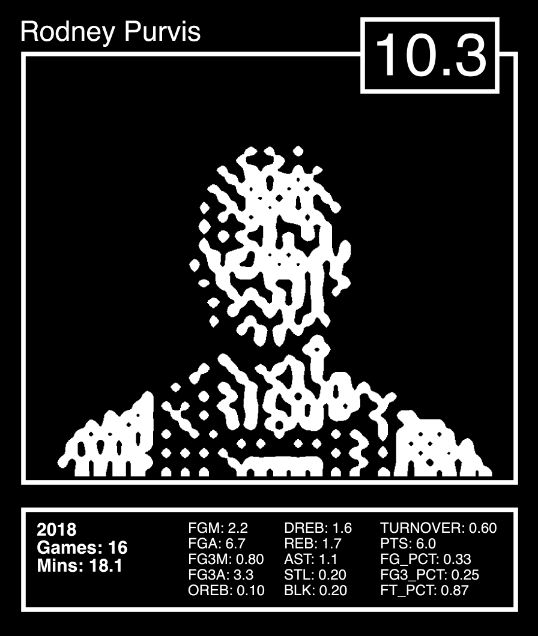 Rodney Purvis
10.3
2018
Games: 16
Mins: 18.1
FGM: 2.2
FGA: 6.7
FG3M: 0.80
FG3A: 3.3
OREB: 0.10
DREB: 1.6
REB: 1.7
AST: 1.1
STL: 0.20
BLK: 0.20
TURNOVER: 0.60
PTS: 6.0
FG_PCT: 0.33
FG3_PCT: 0.25
FT_PCT: 0.87